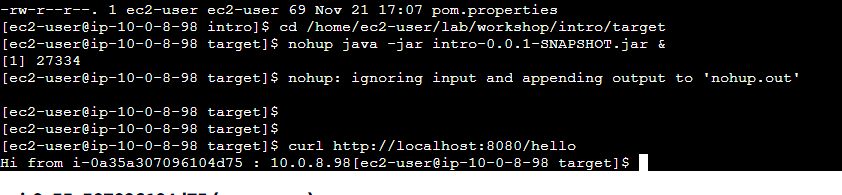 -rw-r--r--. 1 ec2-user ec2-user 69 Nov 21 17:07 pom.properties
[ec2-user@ip-10-0-8-98 intro]$ cd /home/ec2-user/lab/workshop/intro/target
[ec2-user@ip-10-0-8-98 target]$ nohup java -jar intro-0.0.1-SNAPSHOT.jar &
[1] 27334
[ec2-user@ip-10-0-8-98 target]$ nohup: ignoring input and appending output to 'nohup.out'
[ec2-user@ip-10-0-8-98 target]$
[ec2-user@ip-10-0-8-98 target]$
[ec2-user@ip-10-0-8-98 target]$ curl http://localhost:8080/hello
Hi from i-0a35a307096104d75 : 10.0.8.98[ec2-user@ip-10-0-8-98 target]$